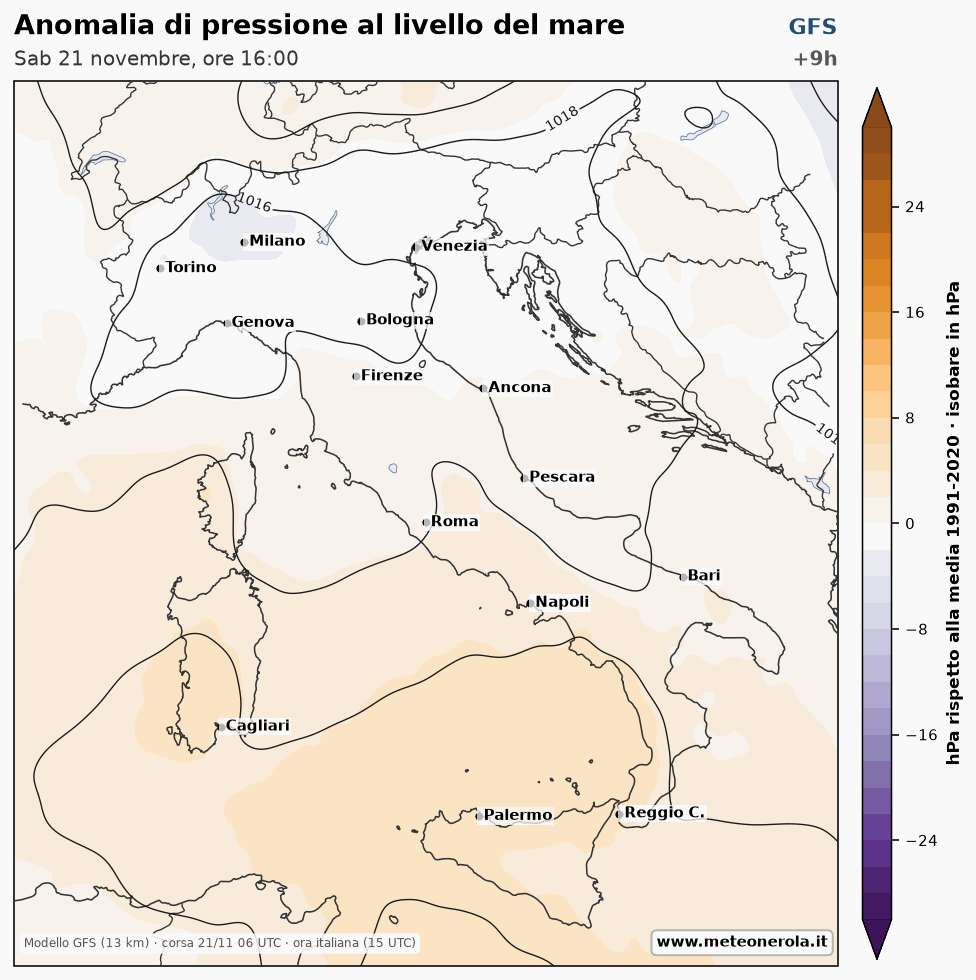 Anomalia di pressione al livello del mare
GFS
Sab 21 novembre, ore 16:00
+9h
1018
1016
Milano
Venezia
Torino
Genova
Bologna
Firenze
Ancona
Pescara
Roma
Bari
Napoli
Cagliari
Palermo
Reggio C.
24
16
8
0
−8
−16
−24
hPa rispetto alla media 1991-2020 · isobare in hPa
Modello GFS (13 km) · corsa 21/11 06 UTC · ora italiana (15 UTC)
www.meteonerola.it